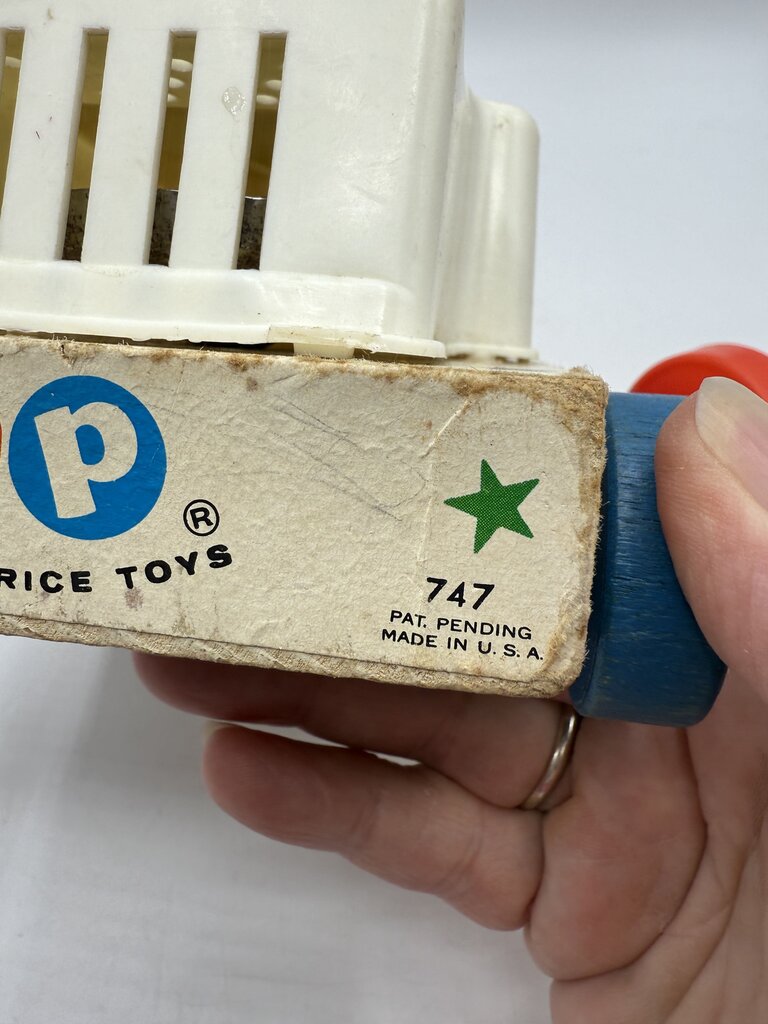 p
®
RICE TOYS
747
PAT. PENDING
MADE IN U.S.A.